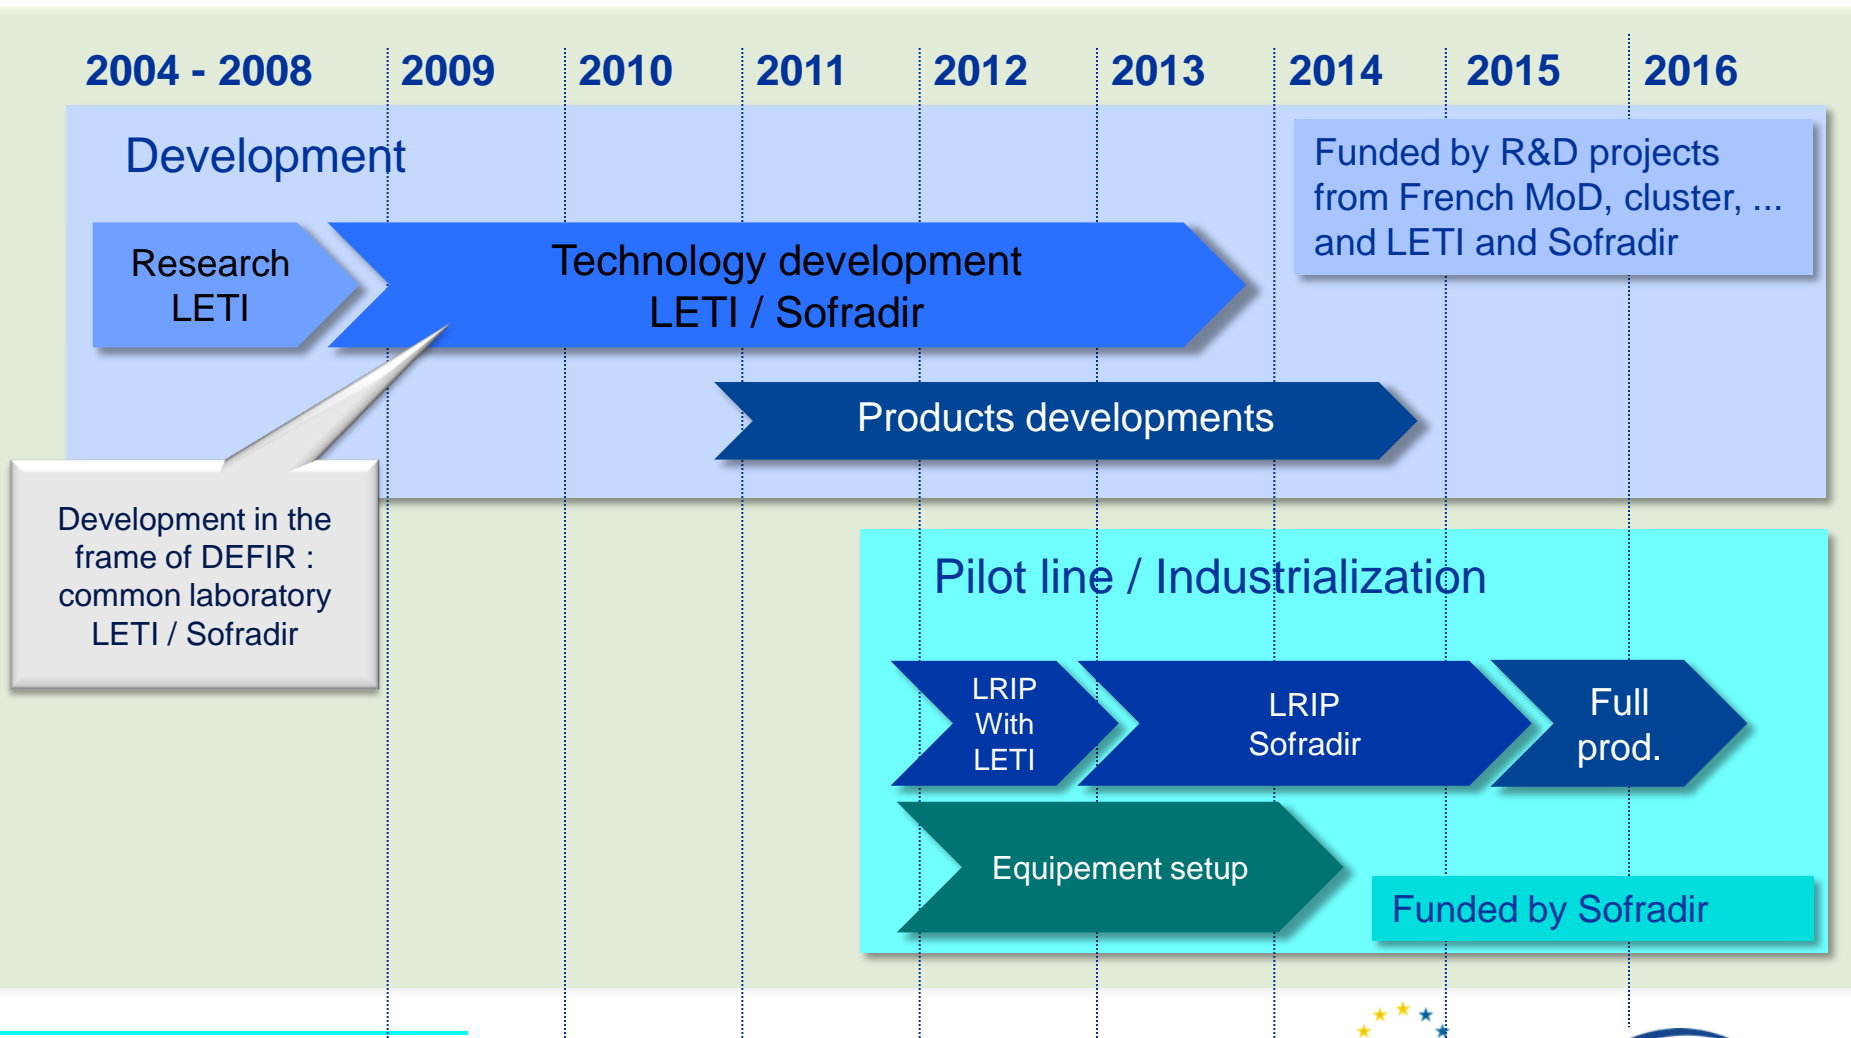 2004 - 2008 2009 2010 2011 2012 2013 2014 2015 2016
Development
Funded by R&D projects
from French MoD, cluster, ...
and LETI and Sofradir
Research
LETI
Technology development
LETI / Sofradir
Products developments
Development in the
frame of DEFIR :
common laboratory
LETI / Sofradir
Pilot line / Industrialization
LRIP
With
LETI
LRIP
Sofradir
Full
prod.
Equipement setup
Funded by Sofradir